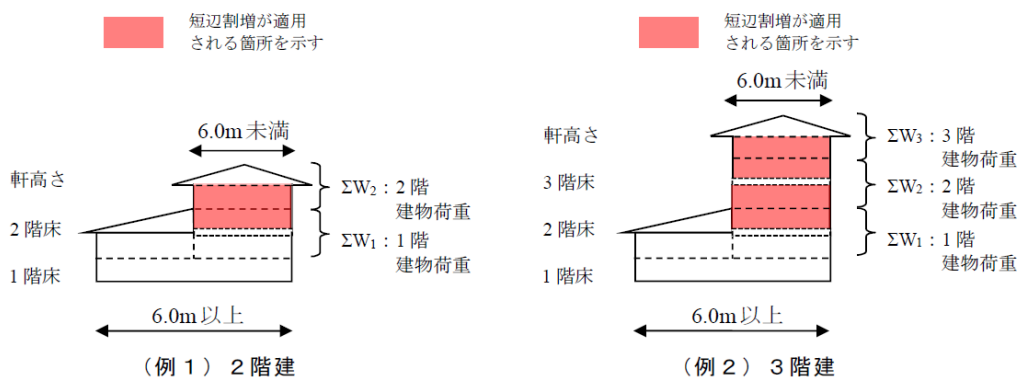 短辺割増が適用
される箇所を示す
6.0m 未満
軒高さ
2 階床
1 階床
ΣW₂：2 階
建物荷重
ΣW₁：1 階
建物荷重
6.0m 以上
（例１）２階建
短辺割増が適用
される箇所を示す
6.0m 未満
軒高さ
3 階床
2 階床
1 階床
ΣW₃：3 階
建物荷重
ΣW₂：2 階
建物荷重
ΣW₁：1 階
建物荷重
6.0m 以上
（例２）３階建